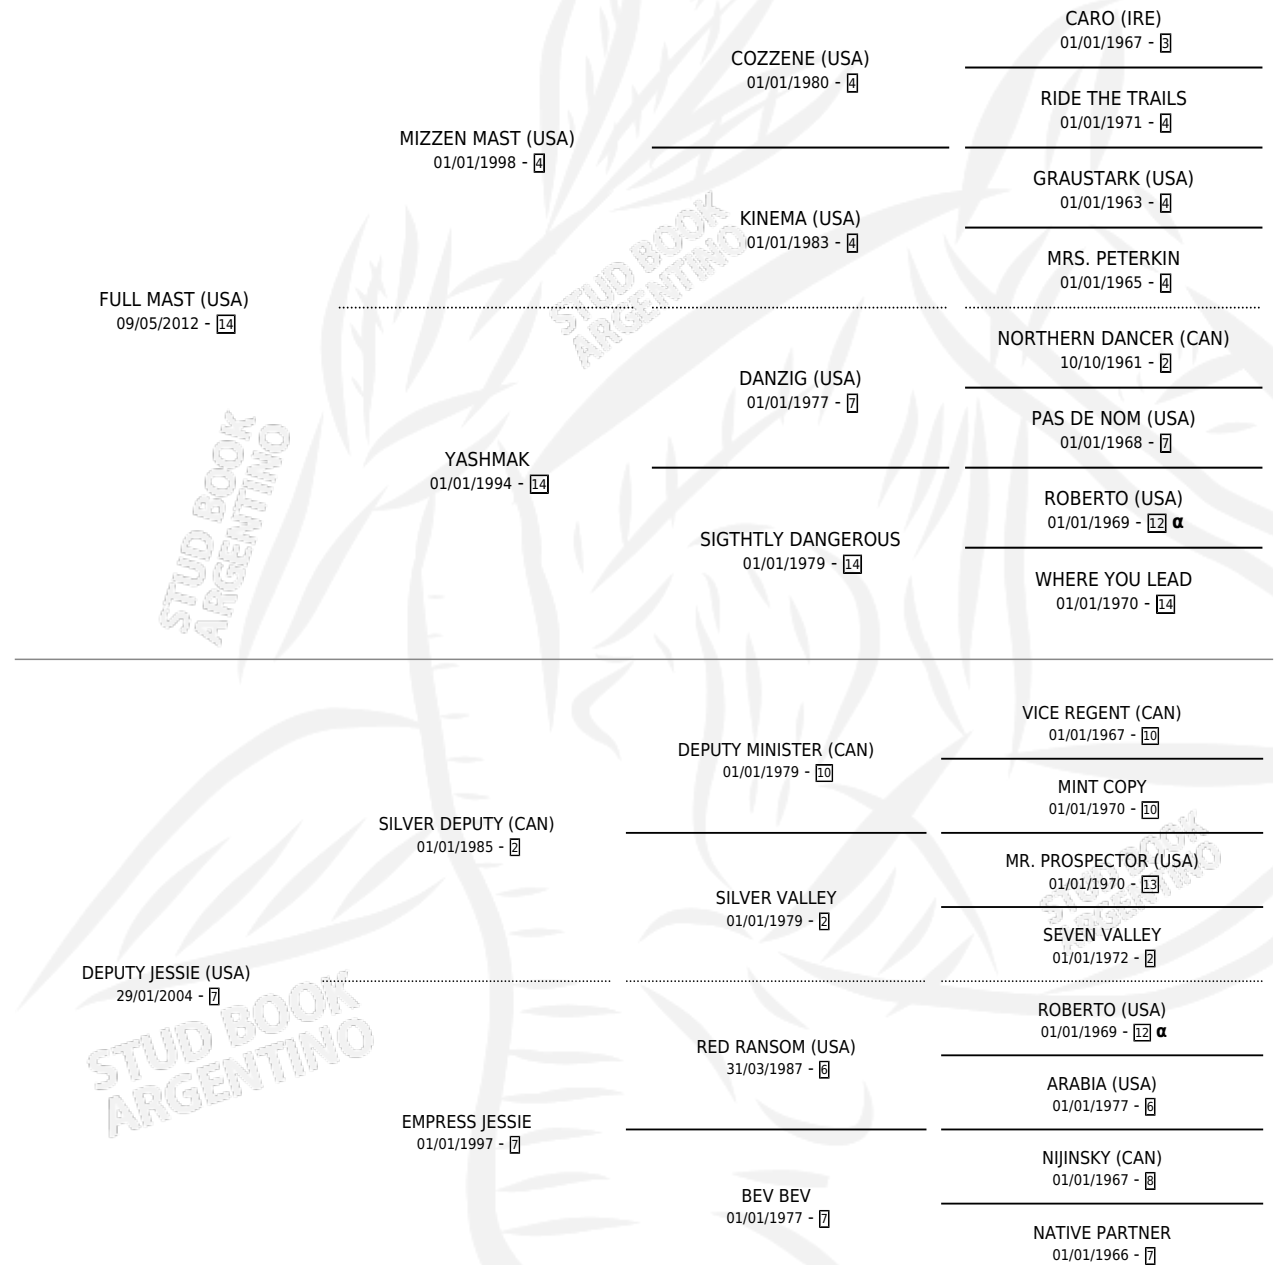 CARO (IRE)
01/01/1967 - 3
COZZENE (USA)
01/01/1980 - 4
RIDE THE TRAILS
01/01/1971 - 4
MIZZEN MAST (USA)
01/01/1998 - 4
GRAUSTARK (USA)
01/01/1963 - 4
KINEMA (USA)
01/01/1983 - 4
MRS. PETERKIN
01/01/1965 - 4
FULL MAST (USA)
09/05/2012 - 14
NORTHERN DANCER (CAN)
10/10/1961 - 2
DANZIG (USA)
01/01/1977 - 7
PAS DE NOM (USA)
01/01/1968 - 7
YASHMAK
01/01/1994 - 14
ROBERTO (USA)
01/01/1969 - 12 α
SIGTHTLY DANGEROUS
01/01/1979 - 14
WHERE YOU LEAD
01/01/1970 - 14
VICE REGENT (CAN)
01/01/1967 - 10
DEPUTY MINISTER (CAN)
01/01/1979 - 10
MINT COPY
01/01/1970 - 10
SILVER DEPUTY (CAN)
01/01/1985 - 2
MR. PROSPECTOR (USA)
01/01/1970 - 13
SILVER VALLEY
01/01/1979 - 2
SEVEN VALLEY
01/01/1972 - 2
DEPUTY JESSIE (USA)
29/01/2004 - 7
ROBERTO (USA)
01/01/1969 - 12 α
RED RANSOM (USA)
31/03/1987 - 6
ARABIA (USA)
01/01/1977 - 6
EMPRESS JESSIE
01/01/1997 - 7
NIJINSKY (CAN)
01/01/1967 - 8
BEV BEV
01/01/1977 - 7
NATIVE PARTNER
01/01/1966 - 7
STUD BOOK
ARGENTINO
STUD BOOK
ARGENTINO
STUD BOOK
ARGENTINO
STUD BOOK
ARGENTINO